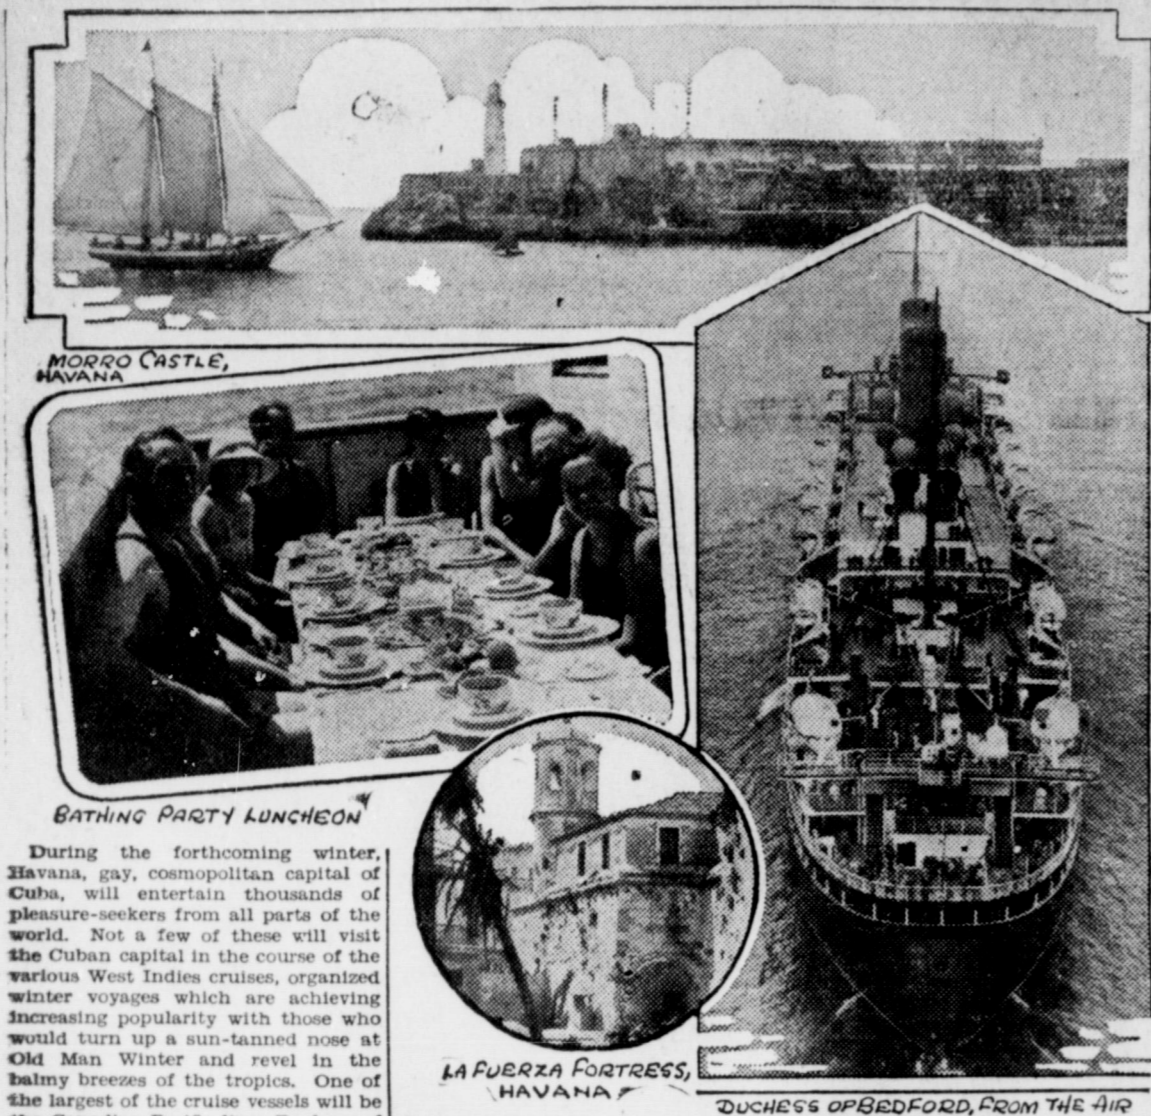 MORRO CASTLE,
HAVANA
BATHING PARTY LUNCHEON
During the forthcoming winter,
Havana, gay, cosmopolitan capital of
Cuba, will entertain thousands of
pleasure-seekers from all parts of the
world. Not a few of these will visit
the Cuban capital in the course of the
various West Indies cruises, organized
winter voyages which are achieving
increasing popularity with those who
would turn up a sun-tanned nose at
Old Man Winter and revel in the
balmy breezes of the tropics. One of
the largest of the cruise vessels will be
LA FUERZA FORTRESS,
HAVANA
DUCHESS OF BEDFORD, FROM THE AIR